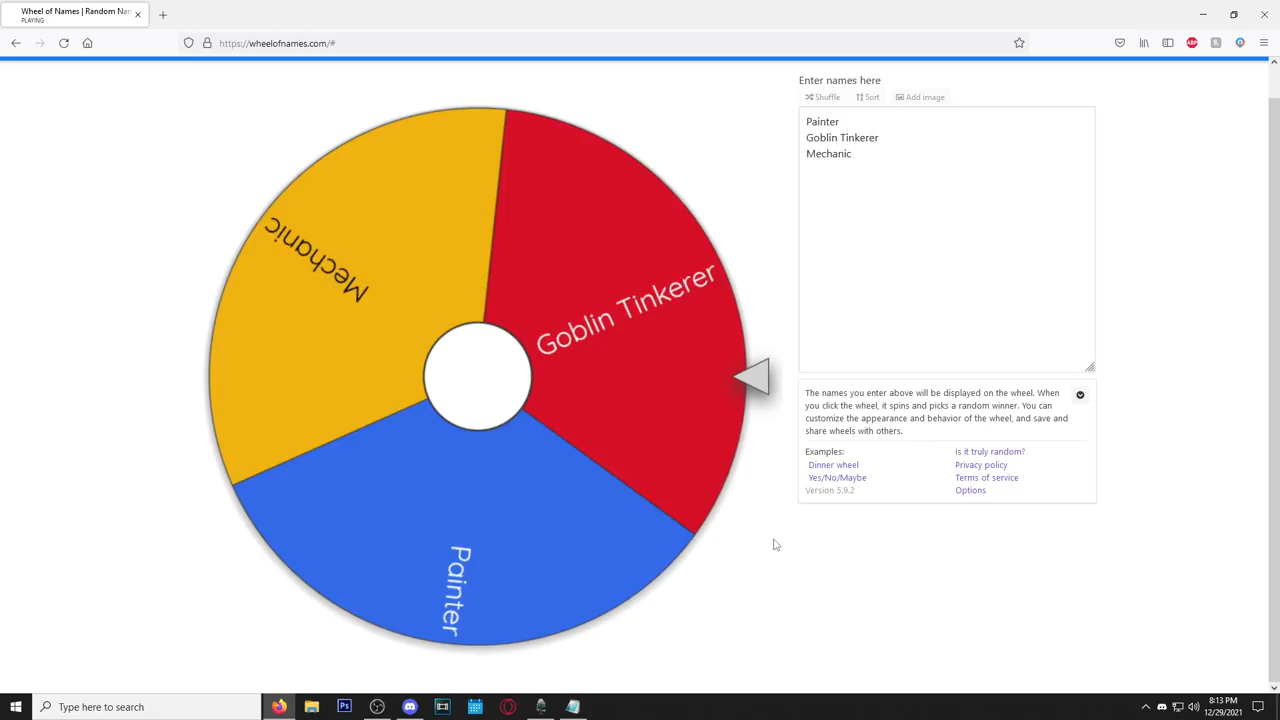 Wheel of Names | Random Nam
PLAYING
https://wheelofnames.com/#
ABP
Enter names here
Shuffle
Sort
Add image
Painter
Goblin Tinkerer
Mechanic
Mechanic
Goblin Tinkerer
Painter
The names you enter above will be displayed on the wheel. When
you click the wheel, it spins and picks a random winner. You can
customize the appearance and behavior of the wheel, and save and
share wheels with others.
Examples:
Is it truly random?
Dinner wheel
Privacy policy
Yes/No/Maybe
Terms of service
Version 5.9.2
Options
Type here to search
Ps
8:13 PM
12/29/2021